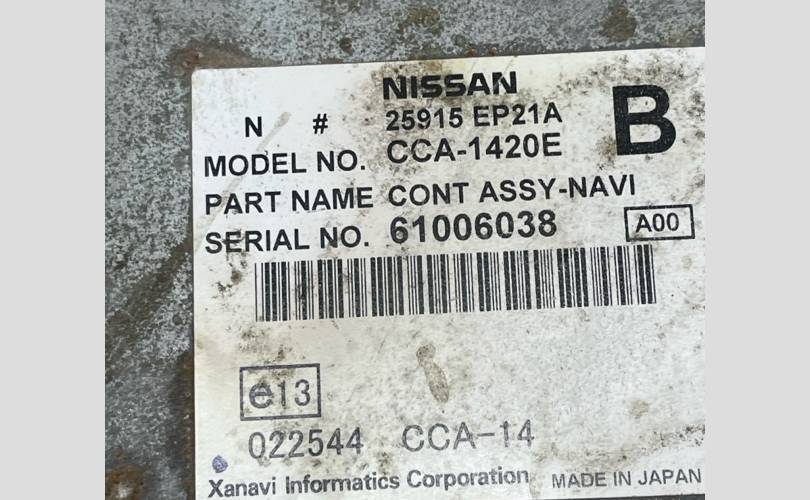 NISSAN
N # 25915 EP21A B
MODEL NO. CCA-1420E
PART NAME CONT ASSY-NAVI
SERIAL NO. 61006038 A00
e13
022544 CCA-14
Xanavi Informatics Corporation MADE IN JAPAN